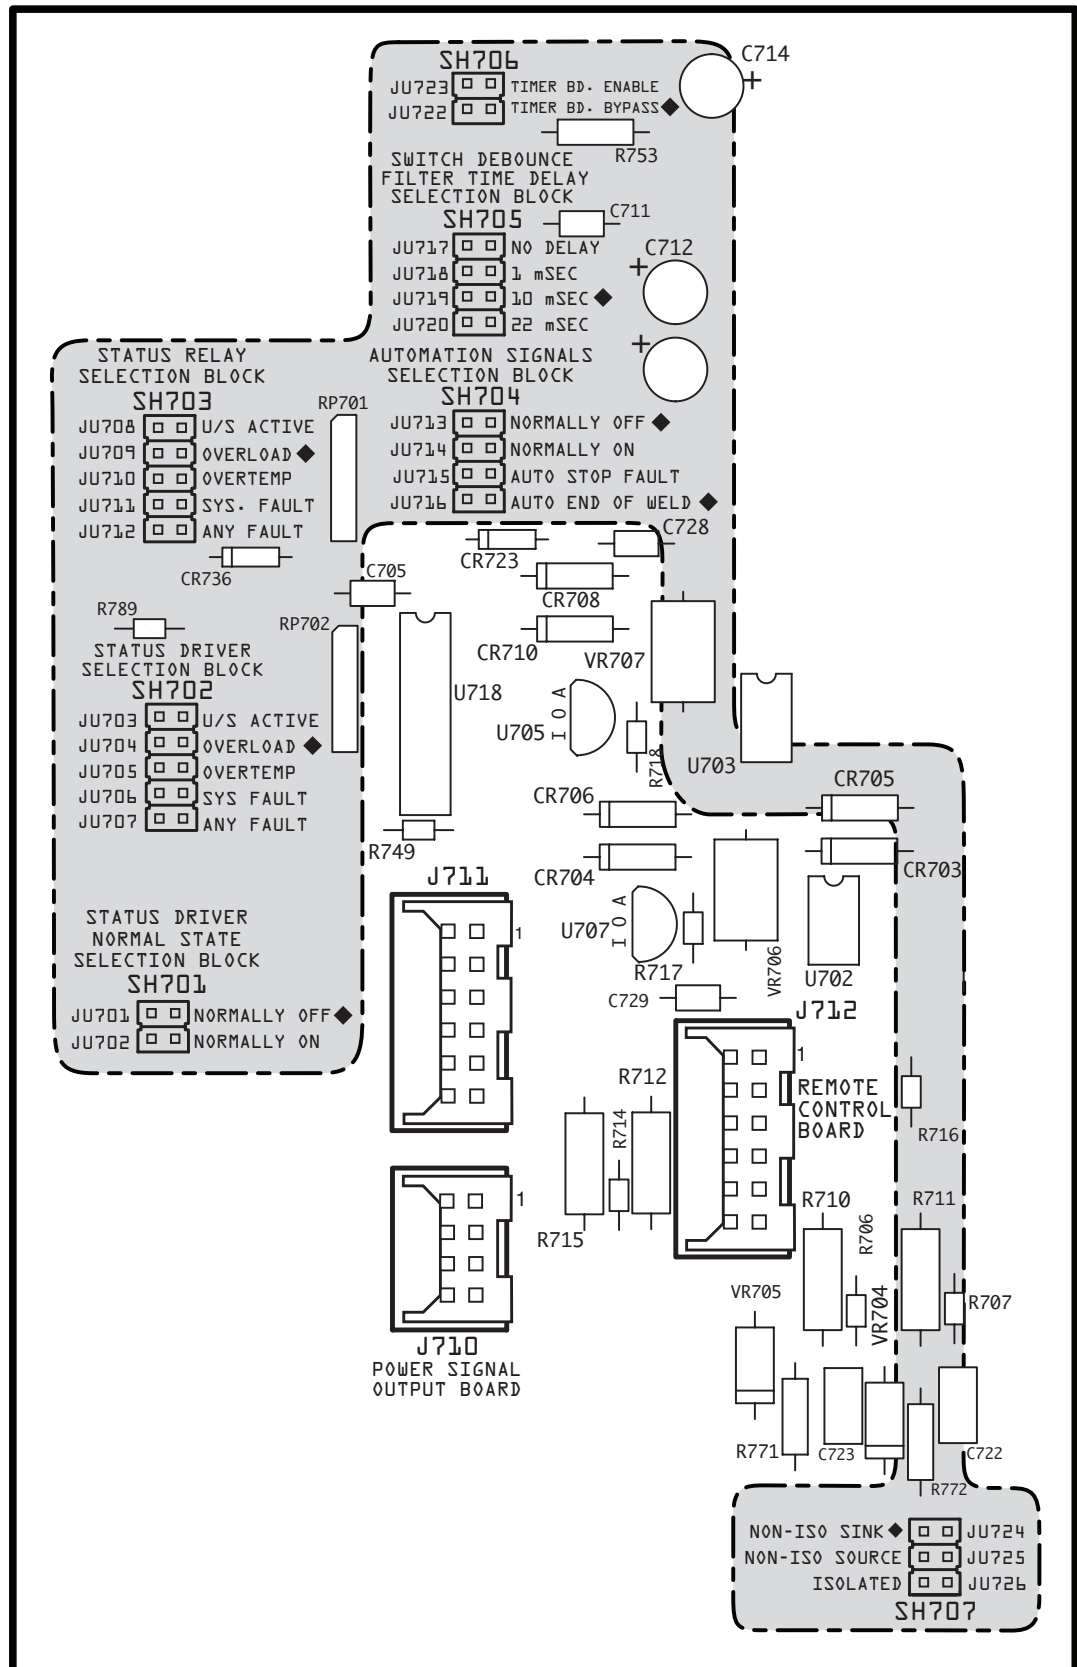 SH706
C714
JU723 TIMER BD. ENABLE
JU722 TIMER BD. BYPASS◆
+
R753
SWITCH DEBOUNCE
FILTER TIME DELAY
SELECTION BLOCK
SH705
C711
JU717 NO DELAY
JU718 1 mSEC
JU719 10 mSEC◆
JU720 22 mSEC
C712
+
+
AUTOMATION SIGNALS
SELECTION BLOCK
SH704
JU713 NORMALLY OFF◆
JU714 NORMALLY ON
JU715 AUTO STOP FAULT
JU716 AUTO END OF WELD◆
STATUS RELAY
SELECTION BLOCK
SH703
RP701
JU708 U/S ACTIVE
JU709 OVERLOAD◆
JU710 OVERTEMP
JU711 SYS. FAULT
JU712 ANY FAULT
CR736
C705
R789
RP702
STATUS DRIVER
SELECTION BLOCK
SH702
JU703 U/S ACTIVE
JU704 OVERLOAD◆
JU705 OVERTEMP
JU706 SYS FAULT
JU707 ANY FAULT
STATUS DRIVER
NORMAL STATE
SELECTION BLOCK
SH701
JU701 NORMALLY OFF◆
JU702 NORMALLY ON
C728
CR723
CR708
CR710
VR707
U718
U705
I O A
R718
U703
CR706
CR705
R749
CR704
CR703
J711
1
U707
I O A
R717
VR706
U702
C729
J712
1
REMOTE
CONTROL
BOARD
R712
R714
R715
R716
J710
1
POWER SIGNAL
OUTPUT BOARD
R710
R706
R711
VR705
VR704
R707
R771
C723
R772
C722
NON-ISO SINK◆ JU724
NON-ISO SOURCE JU725
ISOLATED JU726
SH707